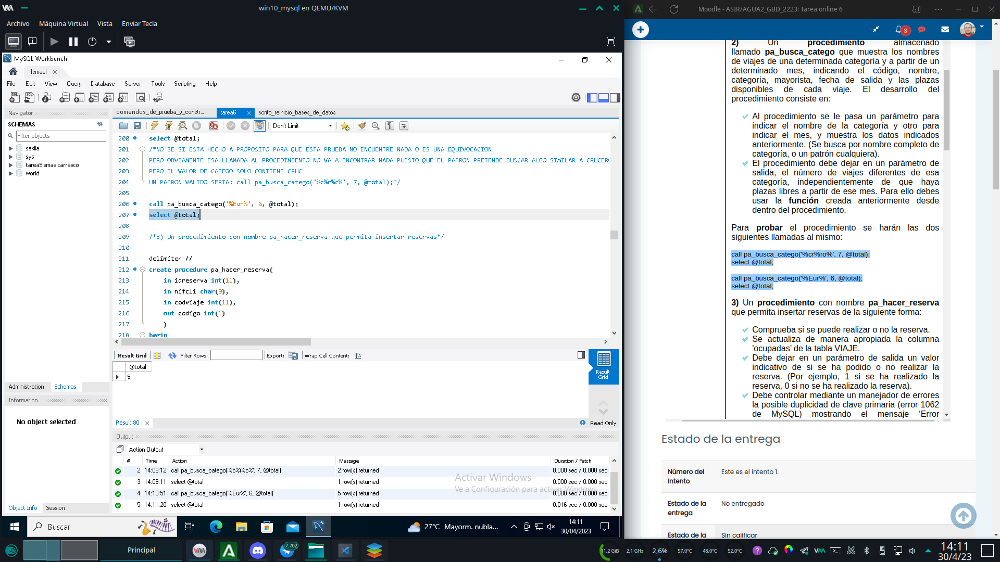 win10_mysql en QEMU/KVM
Archivo Máquina Virtual Vista Enviar Tecla
MySQL Workbench
Ismael
File Edit View Query Database Server Tools Scripting Help
Navigator
SCHEMAS
Filter objects
sakila
sys
tarea5ismaelcarrasco
world
Administration Schemas
Information
No object selected
Object Info Session
comandos_de_prueba_y_constr... tarea6 scritp_reinicio_bases_de_datos
Don't Limit
200 select @total;
201 /*NO SE SI ESTA HECHO A PROPOSITO PARA QUE ESTA PRUEBA NO ENCUENTRE NADA O ES UNA EQUIVOCACION
202 PERO OBVIAMENTE ESA LLAMADA AL PROCEDIMIENTO NO VA A ENCONTRAR NADA PUESTO QUE EL PATRON PRETENDE BUSCAR ALGO SIMILAR A CRUCERO
203 PERO EL VALOR DE CATEGO SOLO CONTIENE CRUC
204 UN PATRON VALIDO SERIA: call pa_busca_catego('%c%r%c%', 7, @total);*/
205
206 call pa_busca_catego('%Eur%', 6, @total);
207 select @total;
208
209 /*3) Un procedimiento con nombre pa_hacer_reserva que permita insertar reservas*/
210
211 delimiter //
212 create procedure pa_hacer_reserva(
213 in idreserva int(11),
214 in nifcli char(9),
215 in codviaje int(11),
216 out codigo int(1)
217 )
218 begin
Result Grid Filter Rows: Export: Wrap Cell Content:
@total
5
Result Grid
Result 80
Read Only
Output
Action Output
# Time Action Message Duration / Fetch
2 14:08:12 call pa_busca_catego('%c%r%c%', 7, @total) 2 row(s) returned 0.000 sec / 0.000 sec
3 14:09:11 select @total 1 row(s) returned 0.000 sec / 0.000 sec
4 14:10:51 call pa_busca_catego('%Eur%', 6, @total) 5 row(s) returned 0.000 sec / 0.000 sec
5 14:11:20 select @total 1 row(s) returned 0.016 sec / 0.000 sec
Activar Windows
Ve a Configuración para activar Windows.
Buscar
27°C Mayorm. nubla...
14:11
30/04/2023
Moodle - ASIR/AGUA2_GBD_2223: Tarea online 6
3
2) Un procedimiento almacenado
llamado pa_busca_catego que muestra los nombres
de viajes de una determinada categoría y a partir de un
determinado mes, indicando el código, nombre,
categoría, mayorista, fecha de salida y las plazas
disponibles de cada viaje. El desarrollo del
procedimiento consiste en:
Al procedimiento se le pasa un parámetro para
indicar el nombre de la categoría y otro para
indicar el mes, y muestra los datos indicados
anteriormente. (Se busca por nombre completo de
categoría, o un patrón cualquiera).
El procedimiento debe dejar en un parámetro de
salida, el número de viajes diferentes de esa
categoría, independientemente de que haya
plazas libres a partir de ese mes. Para ello debes
usar la función creada anteriormente desde
dentro del procedimiento.
Para probar el procedimiento se harán las dos
siguientes llamadas al mismo:
call pa_busca_catego('%cr%ro%', 7, @total);
select @total;
call pa_busca_catego('%Eur%', 6, @total);
select @total;
3) Un procedimiento con nombre pa_hacer_reserva
que permita insertar reservas de la siguiente forma:
Comprueba si se puede realizar o no la reserva.
Se actualiza de manera apropiada la columna
'ocupadas' de la tabla VIAJE.
Debe dejar en un parámetro de salida un valor
indicativo de si se ha podido o no realizar la
reserva. (Por ejemplo, 1 si se ha realizado la
reserva, 0 si no se ha realizado la reserva).
Debe controlar mediante un manejador de errores
la posible duplicidad de clave primaria (error 1062
de MySQL) mostrando el mensaje 'Error
Estado de la entrega
Número del Intento Este es el intento 1.
Estado de la entrega No entregado
Estado de la Sin calificar
Principal
7.702
11,2 GiB 2,1 GHz 2,6% 57,0°C 48,0°C 52,0°C
14:11
30/4/23